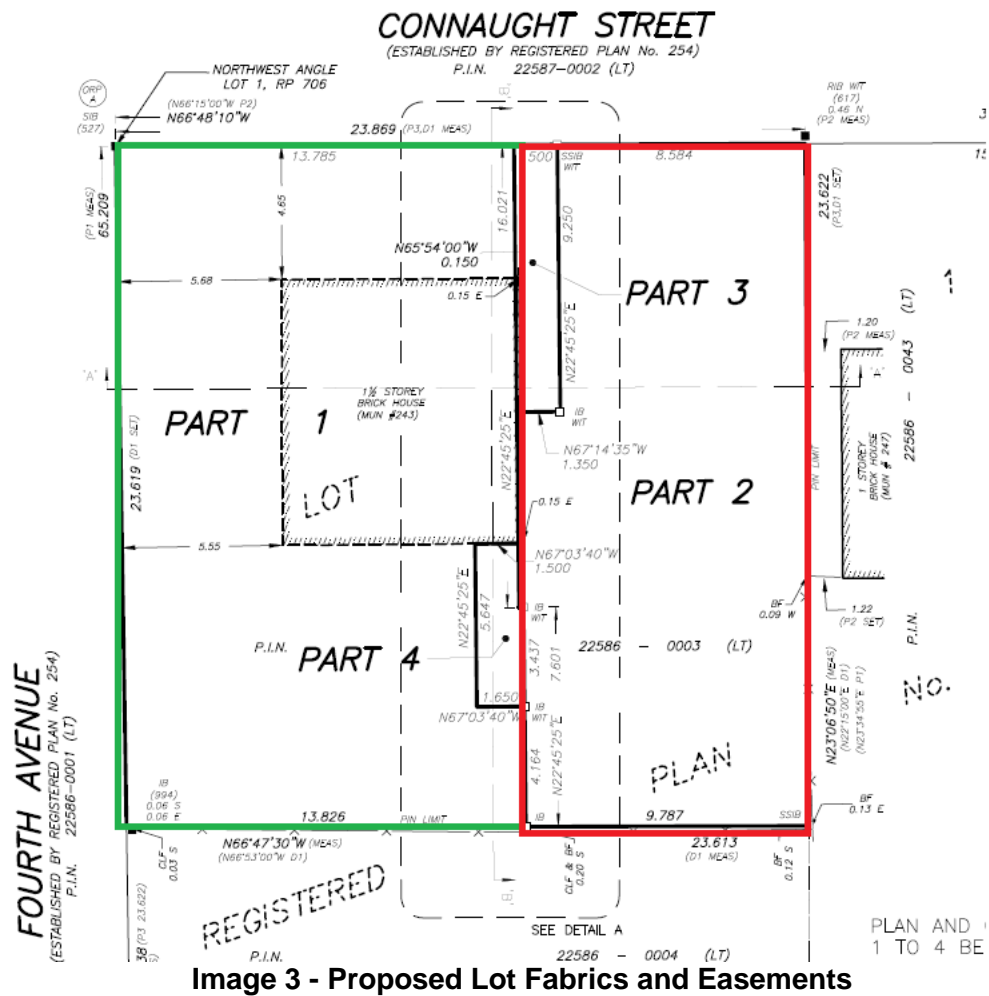 CONNAUGHT STREET
(ESTABLISHED BY REGISTERED PLAN No. 254)
P.I.N. 22587-0002 (LT)
NORTHWEST ANGLE
LOT 1, RP 706
ORP
A
SIB
(527)
(N66°15'00"W P2)
N66°48'10"W
23.869 (P3,D1 MEAS)
'B'
RIB WIT
(617)
0.46 N
(P2 MEAS)
3
13.785
500
SSIB
WIT
8.584
15
65.209
(P1 MEAS)
4.65
16.021
9.250
23.622
(P3,D1 SET)
N65°54'00"W
0.150
5.68
0.15 E
PART 3
1
N22°45'25"E
1.20
(P2 MEAS)
'A'
'A'
1½ STOREY
BRICK HOUSE
(MUN #243)
PART 1
IB
WIT
N67°14'35"W
1.350
22586 - 0043 (LT)
1 STOREY
BRICK HOUSE
(MUN # 247)
PIN LIMIT
23.619 (D1 SET)
LOT
N22°45'25"E
PART 2
0.15 E
5.55
N67°03'40"W
1.500
N22°45'25"E
5.647
IB
WIT
BF
0.09 W
1.22
(P2 SET)
P.I.N.
PART 4
3.437
7.601
22586 - 0003 (LT)
P.I.N.
No.
1.650
N67°03'40"W
IB
WIT
N23°06'50"E (MEAS)
(N22°15'00"E D1)
(N23°34'55"E P1)
FOURTH AVENUE
(ESTABLISHED BY REGISTERED PLAN No. 254)
P.I.N. 22586-0001 (LT)
4.164
N22°45'25"E
PLAN
IB
(994)
0.06 S
0.06 E
13.826
PIN LIMIT
IB
9.787
SSIB
BF
0.13 E
CLF
0.03 S
N66°47'30"W (MEAS)
(N66°53'00"W D1)
CLF & BF
0.20 S
23.613
(D1 MEAS)
BF
0.12 S
REGISTERED
'B'
38 (P3 23.622)
SEE DETAIL A
PLAN AND
1 TO 4 BE
P.I.N.
22586 - 0004 (LT)
Image 3 - Proposed Lot Fabrics and Easements